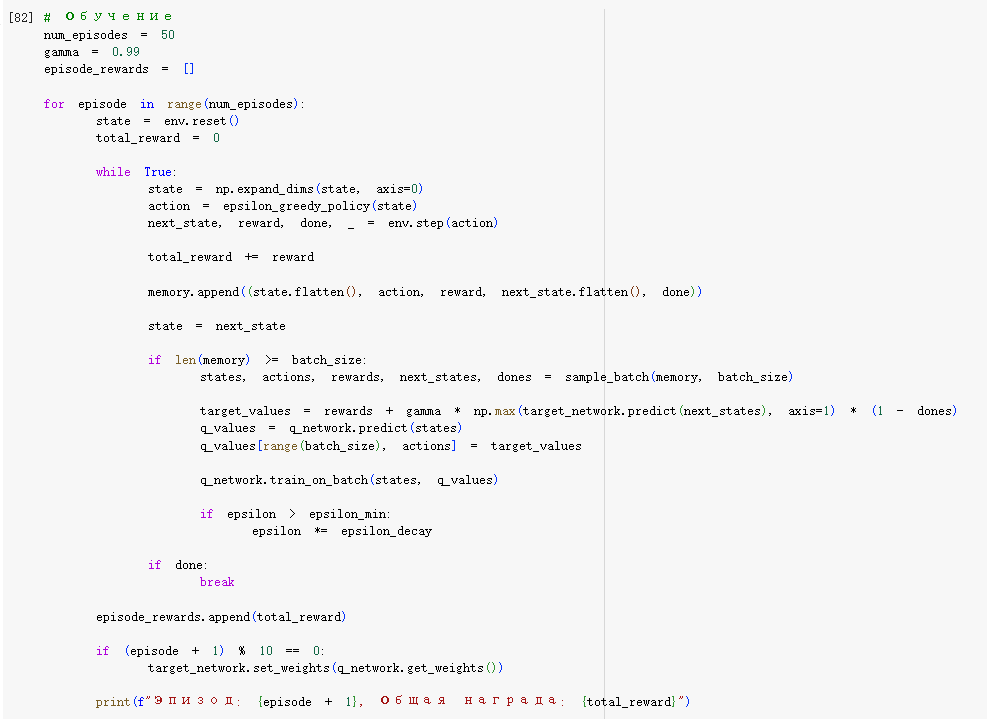 [82] # Обучение
num_episodes = 50
gamma = 0.99
episode_rewards = []
for episode in range(num_episodes):
state = env.reset()
total_reward = 0
while True:
state = np.expand_dims(state, axis=0)
action = epsilon_greedy_policy(state)
next_state, reward, done, _ = env.step(action)
total_reward += reward
memory.append((state.flatten(), action, reward, next_state.flatten(), done))
state = next_state
if len(memory) >= batch_size:
states, actions, rewards, next_states, dones = sample_batch(memory, batch_size)
target_values = rewards + gamma * np.max(target_network.predict(next_states), axis=1) * (1 - dones)
q_values = q_network.predict(states)
q_values[range(batch_size), actions] = target_values
q_network.train_on_batch(states, q_values)
if epsilon > epsilon_min:
epsilon *= epsilon_decay
if done:
break
episode_rewards.append(total_reward)
if (episode + 1) % 10 == 0:
target_network.set_weights(q_network.get_weights())
print(f"Эпизод: {episode + 1}, Общая награда: {total_reward}")